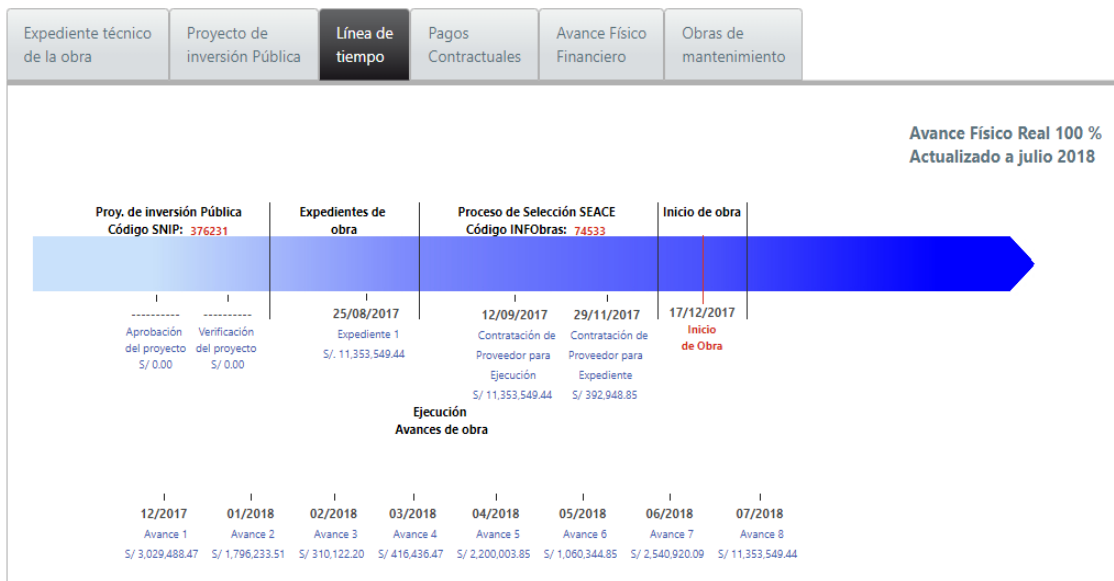 Expediente técnico
de la obra
Proyecto de
inversión Pública
Línea de
tiempo
Pagos
Contractuales
Avance Físico
Financiero
Obras de
mantenimiento
Avance Físico Real 100 %
Actualizado a julio 2018
Proy. de inversión Pública
Código SNIP: 376231
Expedientes de
obra
Proceso de Selección SEACE
Código INFObras: 74533
Inicio de obra
----------
Aprobación
del proyecto
S/ 0.00
----------
Verificación
del proyecto
S/ 0.00
25/08/2017
Expediente 1
S/. 11,353,549.44
12/09/2017
Contratación de
Proveedor para
Ejecución
S/ 11,353,549.44
29/11/2017
Contratación de
Proveedor para
Expediente
S/ 392,948.85
17/12/2017
Inicio
de Obra
Ejecución
Avances de obra
12/2017
Avance 1
S/ 3,029,488.47
01/2018
Avance 2
S/ 1,796,233.51
02/2018
Avance 3
S/ 310,122.20
03/2018
Avance 4
S/ 416,436.47
04/2018
Avance 5
S/ 2,200,003.85
05/2018
Avance 6
S/ 1,060,344.85
06/2018
Avance 7
S/ 2,540,920.09
07/2018
Avance 8
S/ 11,353,549.44